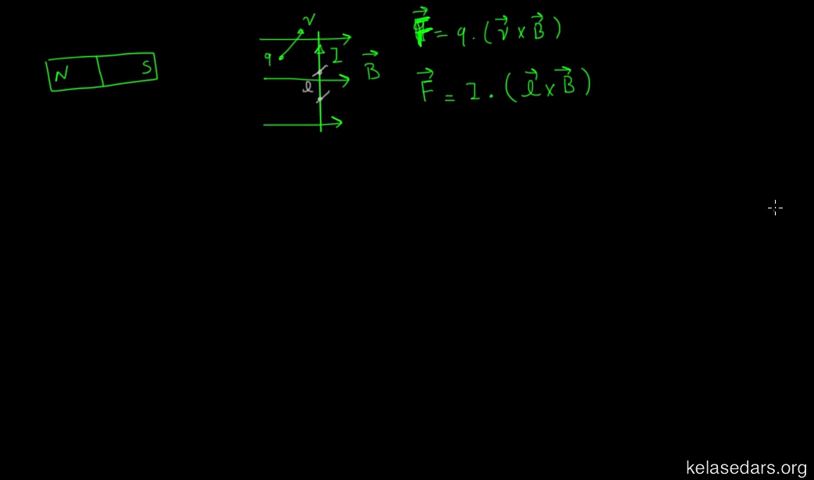 N S
q v I
l B⃗
F⃗ = q . (v⃗ × B⃗)
F⃗ = I . (l⃗ × B⃗)
kelasedars.org